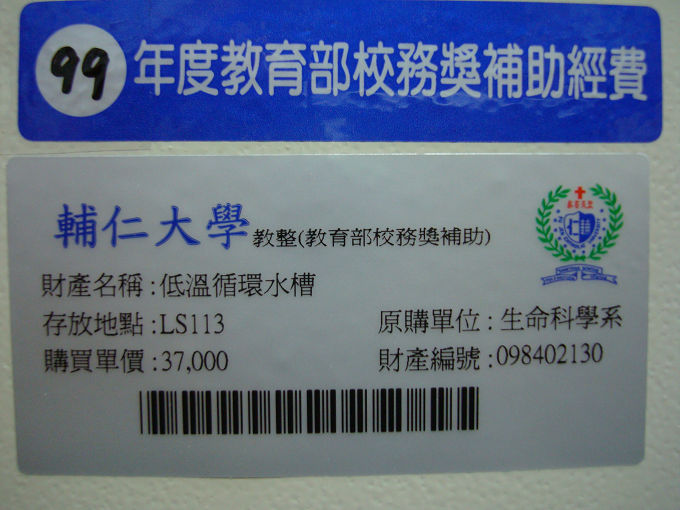 99年度教育部校務獎補助經費
輔仁大學 教整(教育部校務獎補助)
財產名稱:低溫循環水槽
存放地點:LS113 原購單位:生命科學系
購買單價:37,000 財產編號:098402130